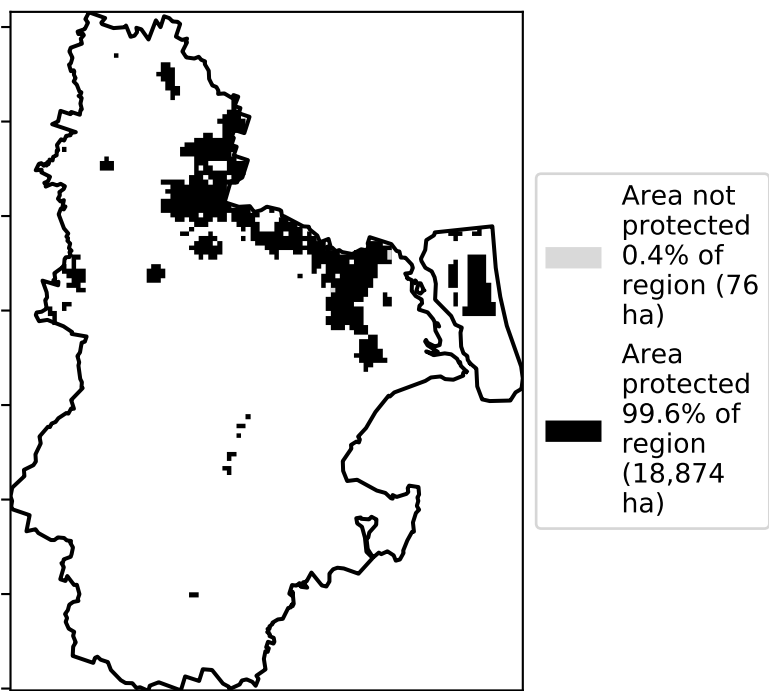 Area not
protected
0.4% of
region (76
ha)
Area
protected
99.6% of
region
(18,874
ha)